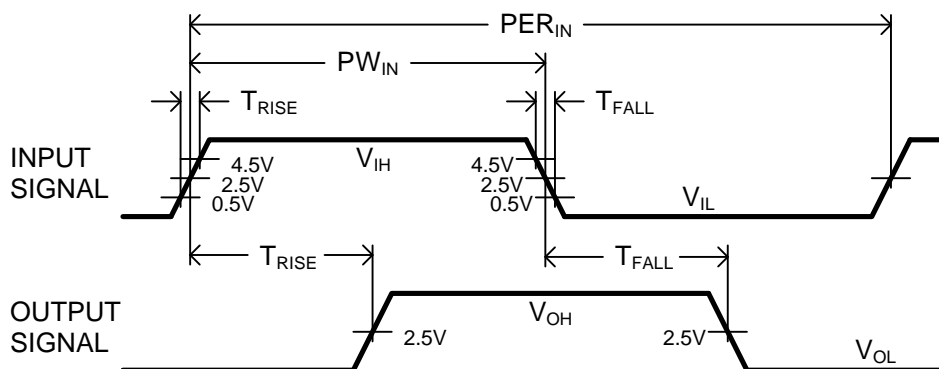 PER_IN
PW_IN
T_RISE
T_FALL
INPUT
SIGNAL
4.5V
2.5V
0.5V
V_IH
4.5V
2.5V
0.5V
V_IL
T_RISE
T_FALL
OUTPUT
SIGNAL
2.5V
V_OH
2.5V
V_OL